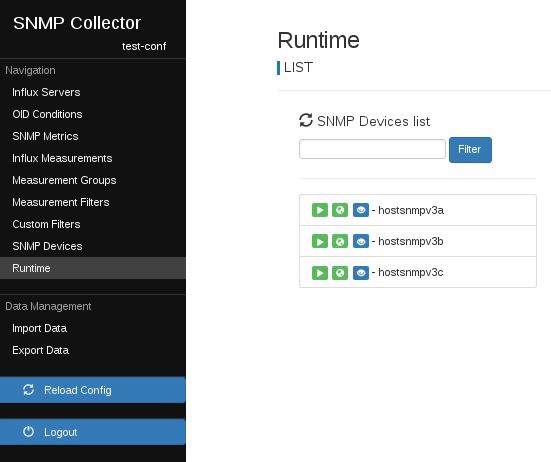 SNMP Collector
test-conf
Navigation
Influx Servers
OID Conditions
SNMP Metrics
Influx Measurements
Measurement Groups
Measurement Filters
Custom Filters
SNMP Devices
Runtime
Data Management
Import Data
Export Data
Reload Config
Logout
Runtime
LIST
SNMP Devices list
Filter
- hostsnmpv3a
- hostsnmpv3b
- hostsnmpv3c